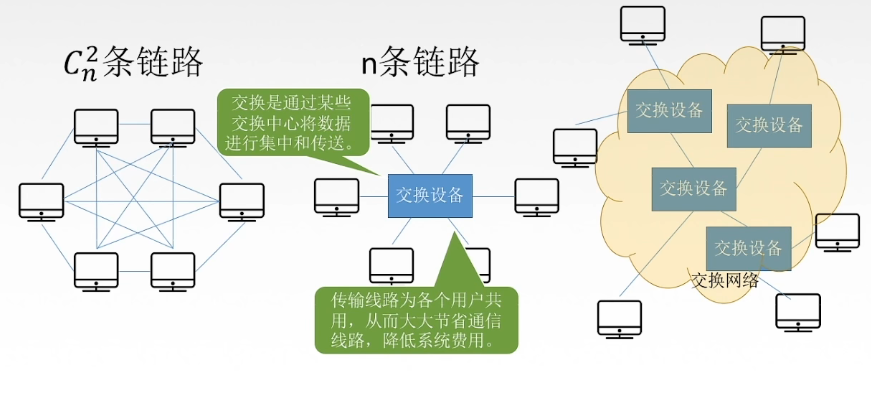 C_n^2条链路
n条链路
交换是通过某些
交换中心将数据
进行集中和传送。
交换设备
传输线路为各个用户共
用，从而大大节省通信
线路，降低系统费用。
交换设备
交换设备
交换设备
交换设备
交换网络